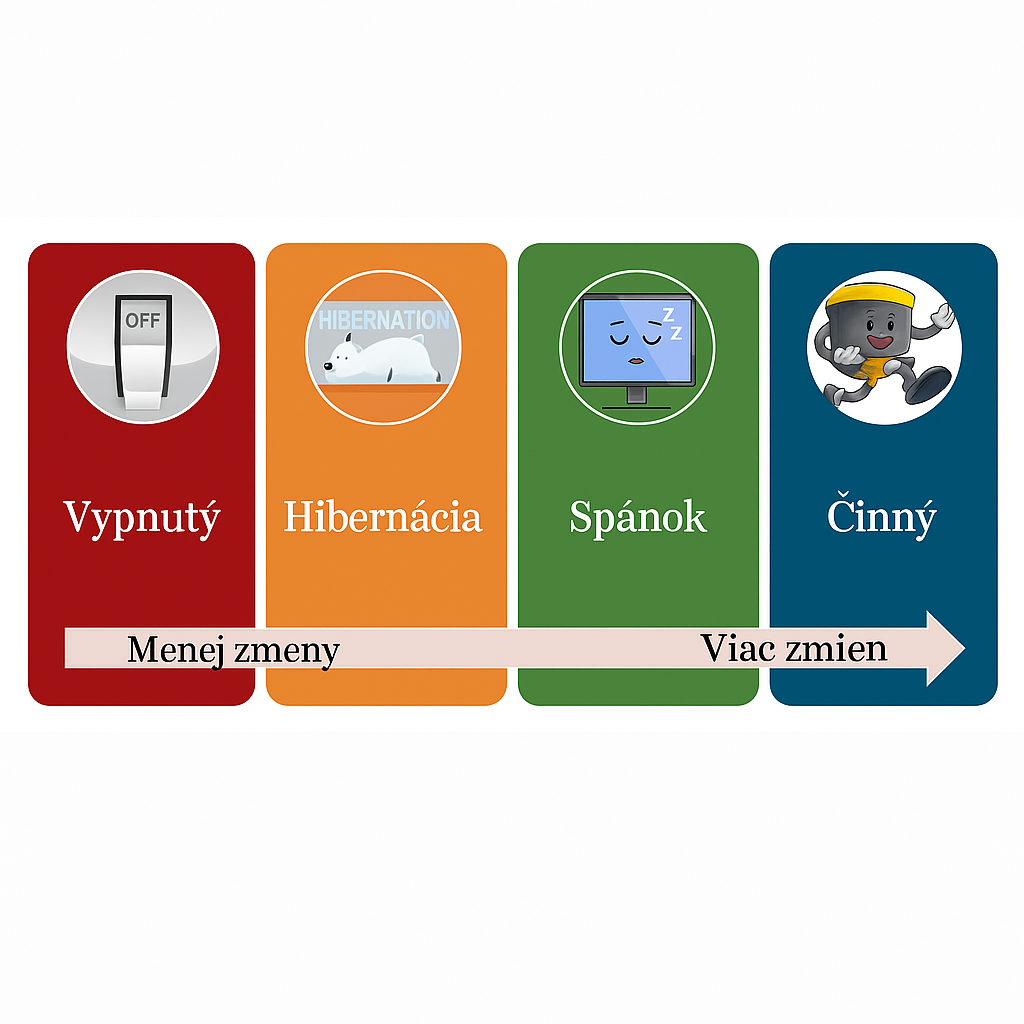 OFF
HIBERNATION
Z
Z
Vypnutý
Hibernácia
Spánok
Činný
Menej zmeny
Viac zmien